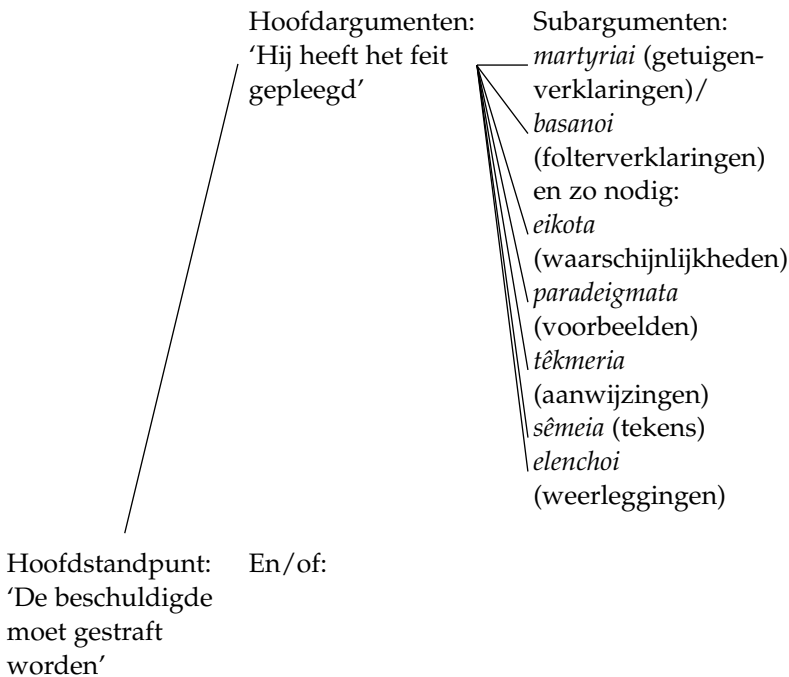 Hoofdargumenten:
‘Hij heeft het feit
gepleegd’
Subargumenten:
martyriai (getuigen-
verklaringen)/
basanoi
(folterverklaringen)
en zo nodig:
eikota
(waarschijnlijkheden)
paradeigmata
(voorbeelden)
têkmeria
(aanwijzingen)
sêmeia (tekens)
elenchoi
(weerleggingen)
Hoofdstandpunt:
‘De beschuldigde
moet gestraft
worden’
En/of: